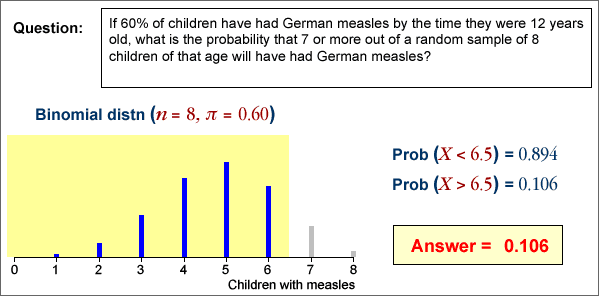 Question:
If 60% of children have had German measles by the time they were 12 years
old, what is the probability that 7 or more out of a random sample of 8
children of that age will have had German measles?
Binomial distn (n = 8, π = 0.60)
Prob (X < 6.5) = 0.894
Prob (X > 6.5) = 0.106
Answer = 0.106
0 1 2 3 4 5 6 7 8
Children with measles